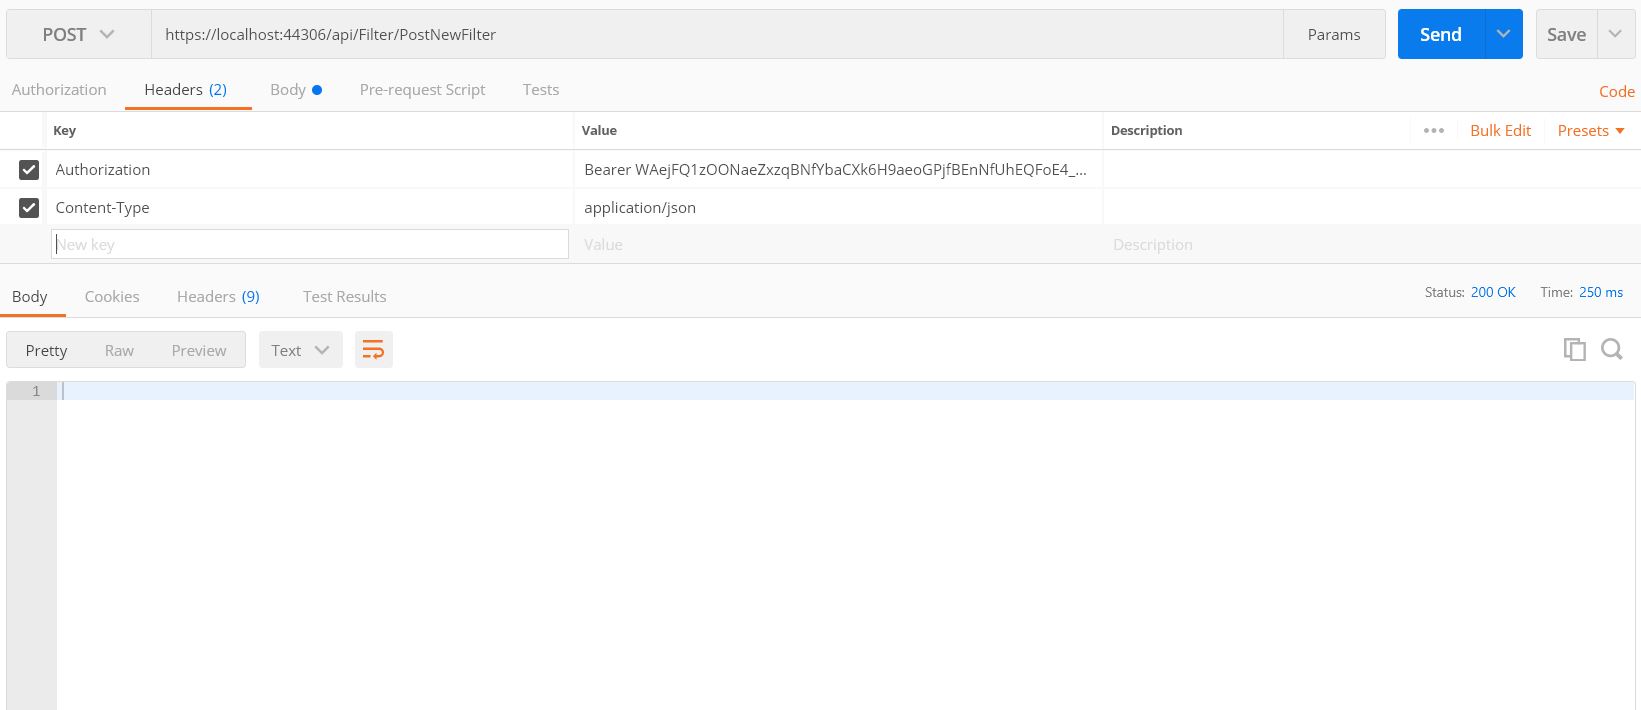 POST https://localhost:44306/api/Filter/PostNewFilter Params Send Save
Authorization Headers (2) Body Pre-request Script Tests Code
Key Value Description Bulk Edit Presets
Authorization Bearer WAejFQ1zOONaeZxzqBNfYbaCXk6H9aeoGPjfBEnNfUhEQFoE4_...
Content-Type application/json
New key Value Description
Body Cookies Headers (9) Test Results Status: 200 OK Time: 250 ms
Pretty Raw Preview Text
1